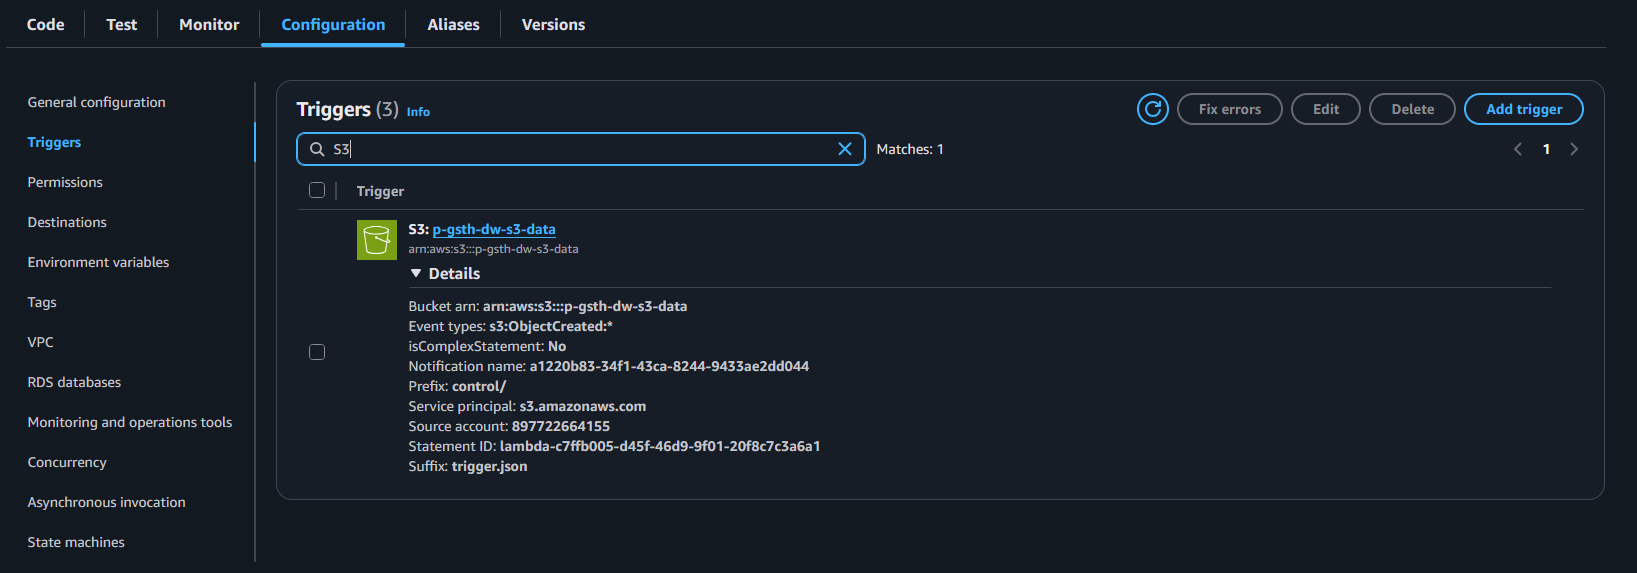 Code Test Monitor Configuration Aliases Versions
General configuration
Triggers
Permissions
Destinations
Environment variables
Tags
VPC
RDS databases
Monitoring and operations tools
Concurrency
Asynchronous invocation
State machines
Triggers (3) Info
Fix errors Edit Delete Add trigger
S3 Matches: 1 1
Trigger
S3: p-gsth-dw-s3-data
arn:aws:s3:::p-gsth-dw-s3-data
Details
Bucket arn: arn:aws:s3:::p-gsth-dw-s3-data
Event types: s3:ObjectCreated:*
isComplexStatement: No
Notification name: a1220b83-34f1-43ca-8244-9433ae2dd044
Prefix: control/
Service principal: s3.amazonaws.com
Source account: 897722664155
Statement ID: lambda-c7ffb005-d45f-46d9-9f01-20f8c7c3a6a1
Suffix: trigger.json